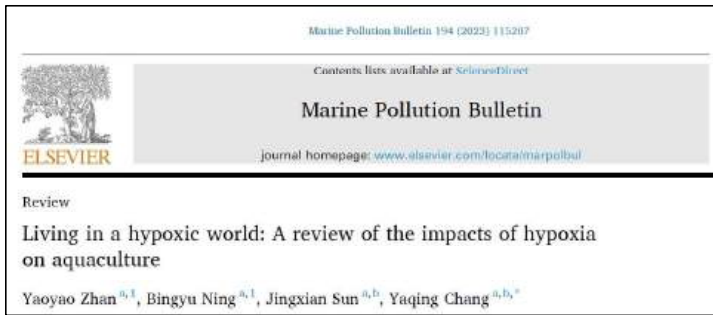 Marine Pollution Bulletin 194 (2023) 115207
Contents lists available at ScienceDirect
Marine Pollution Bulletin
ELSEVIER
journal homepage: www.elsevier.com/locate/marpolbul
Review
Living in a hypoxic world: A review of the impacts of hypoxia
on aquaculture
Yaoyao Zhan a,1, Bingyu Ning a,1, Jingxian Sun a,b, Yaqing Chang a,b,*